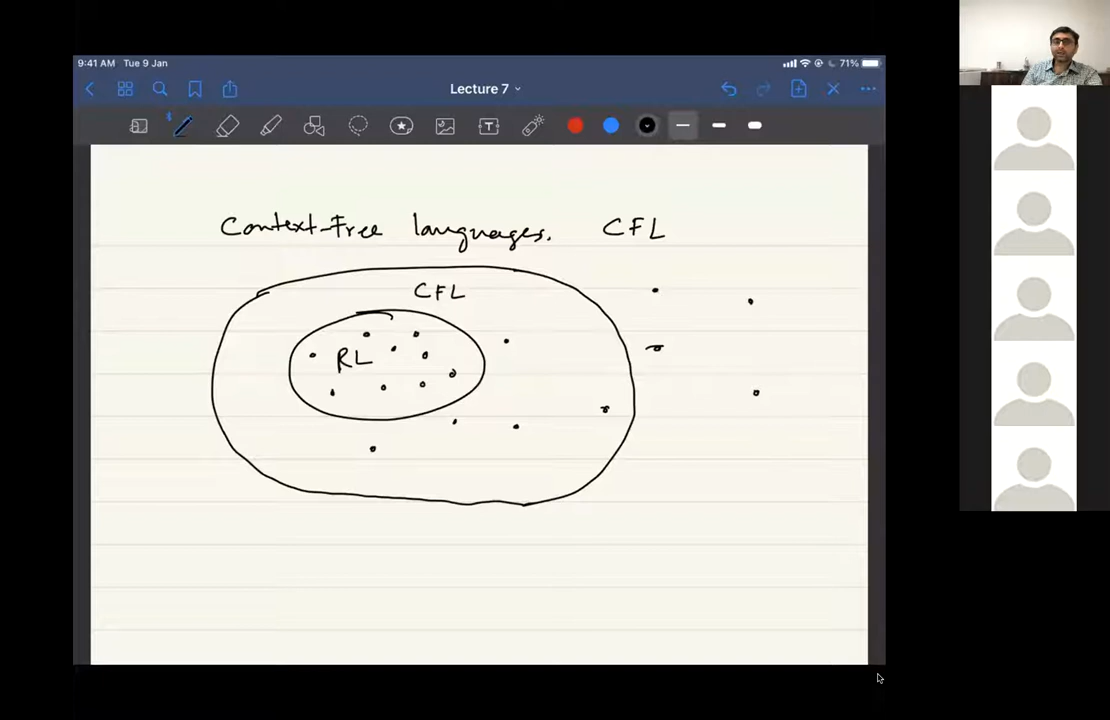 9:41 AM Tue 9 Jan 71%
Lecture 7
T
Context-Free languages. CFL
CFL
RL